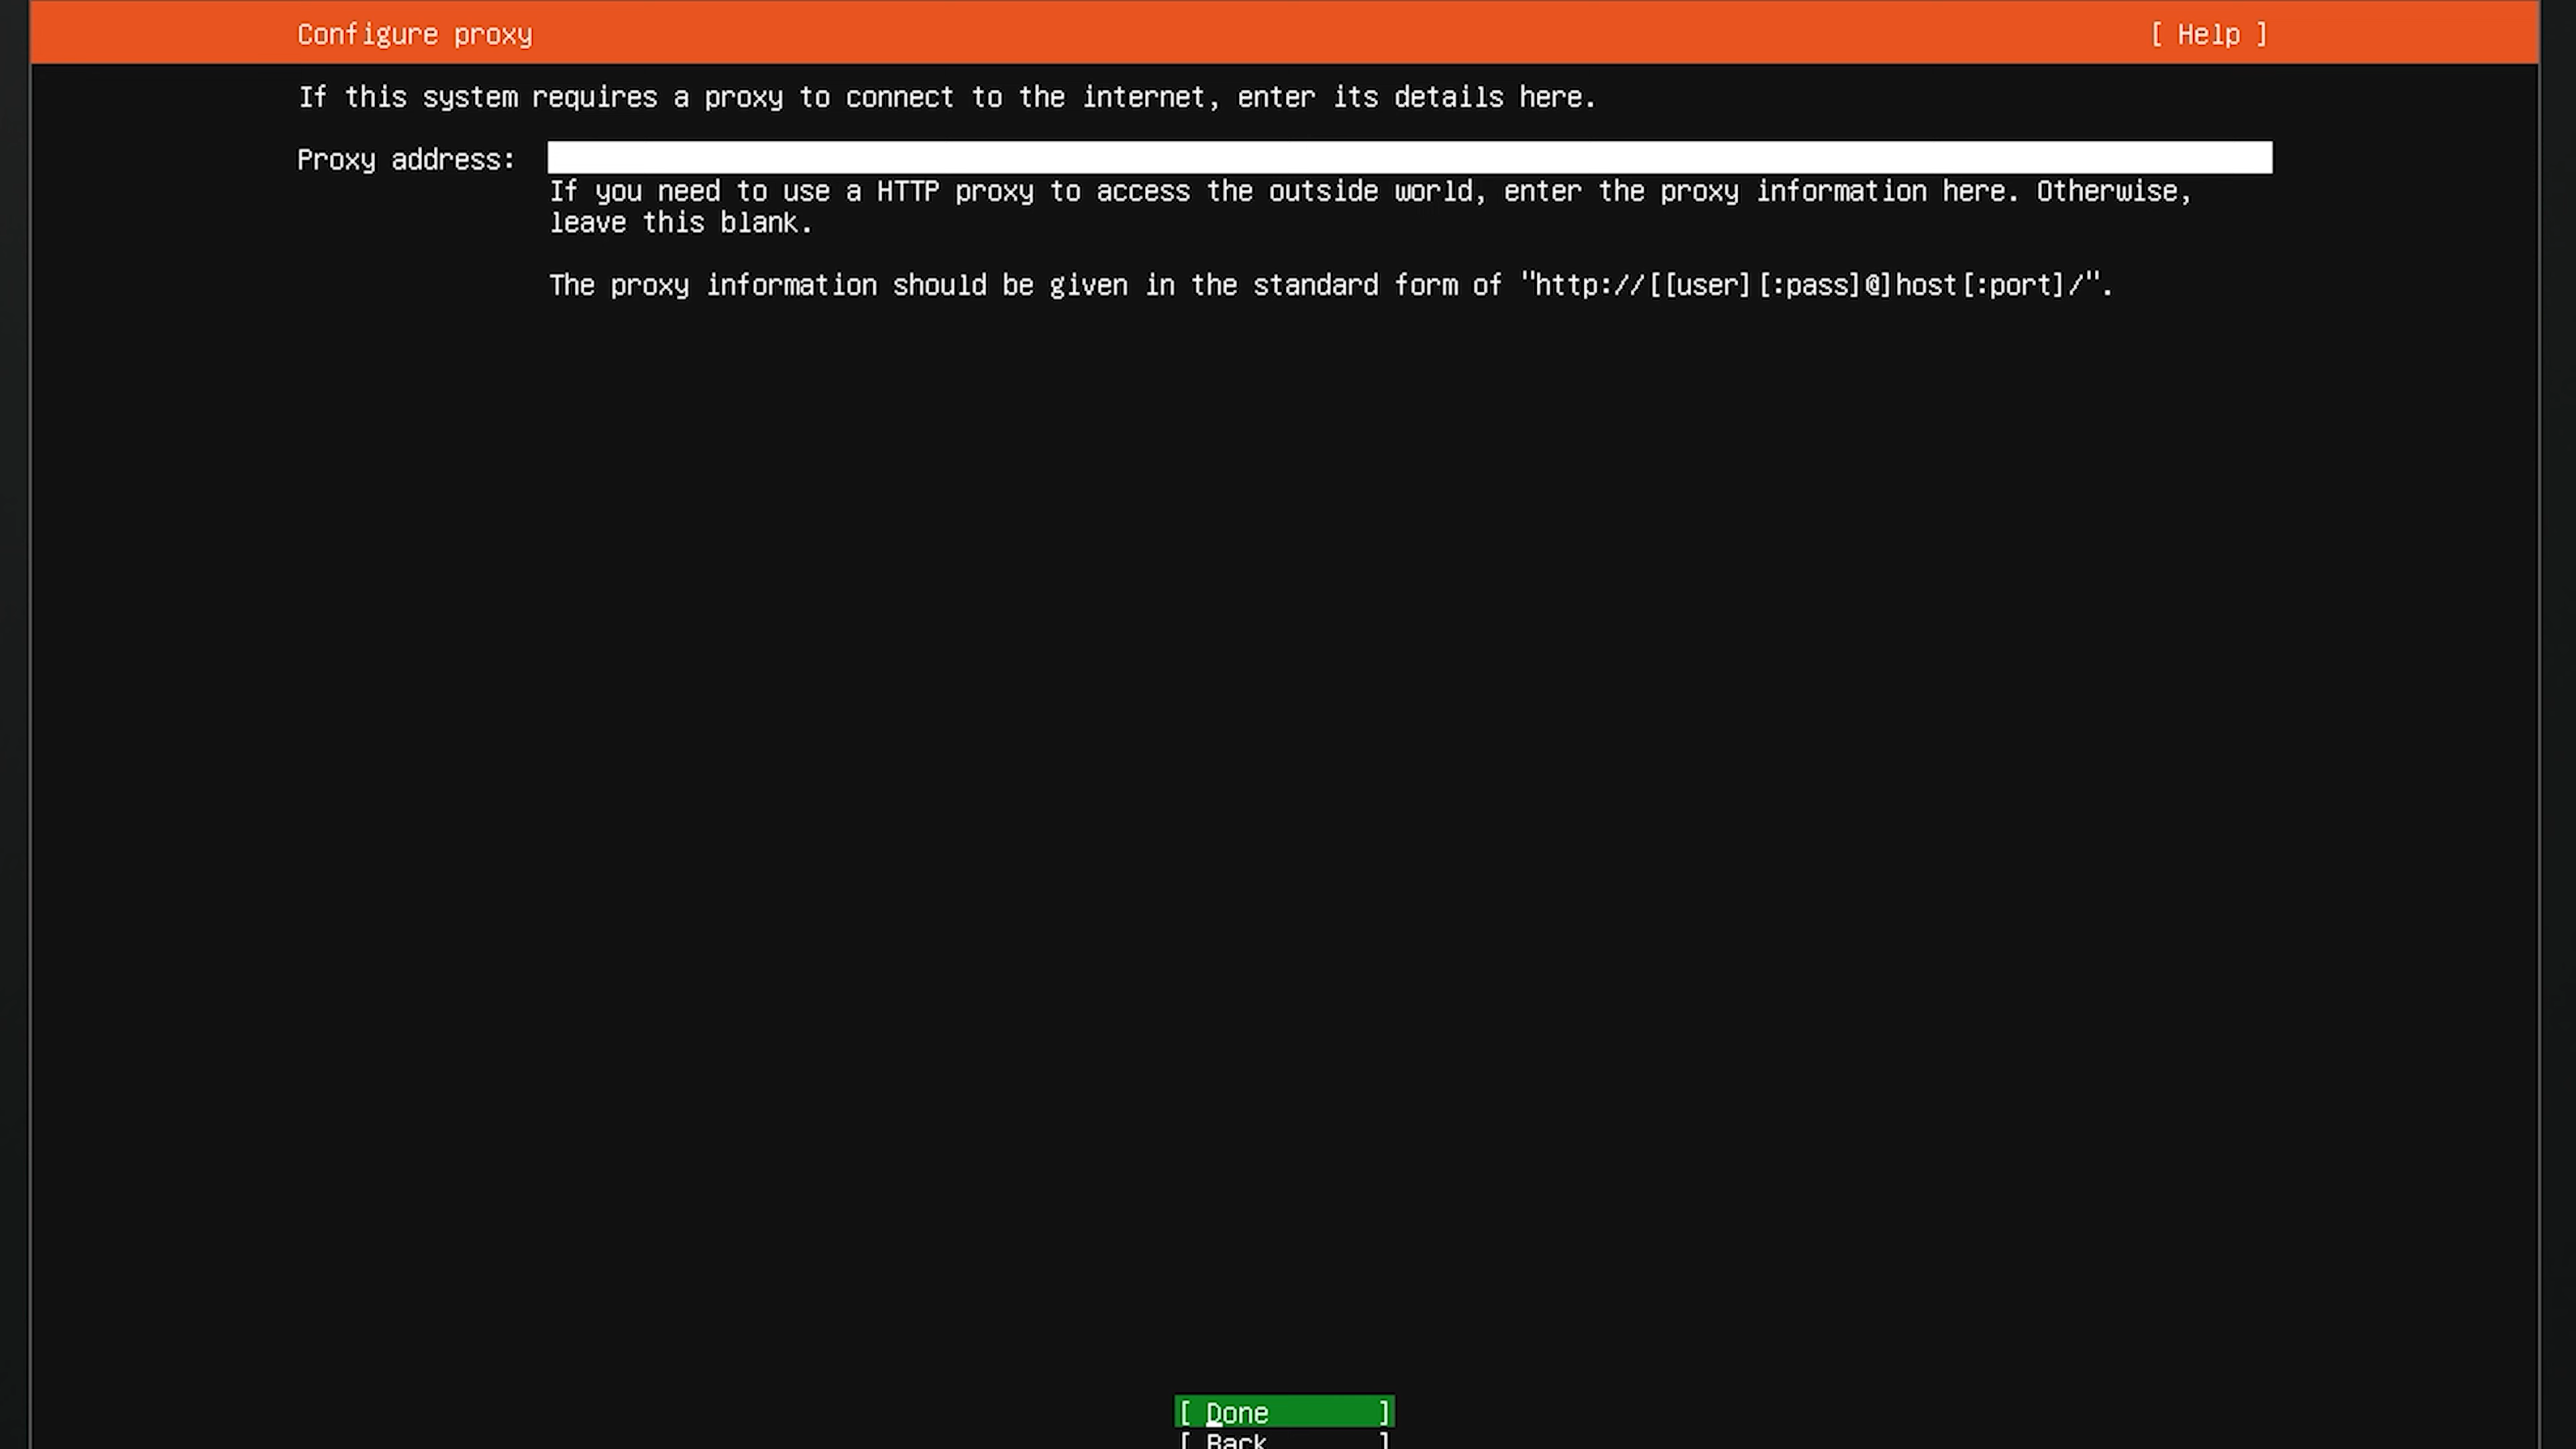 Configure proxy [ Help ]
If this system requires a proxy to connect to the internet, enter its details here.
Proxy address:
If you need to use a HTTP proxy to access the outside world, enter the proxy information here. Otherwise,
leave this blank.
The proxy information should be given in the standard form of "http://[[user][:pass]@]host[:port]/".
[ Done ]
[ Back ]